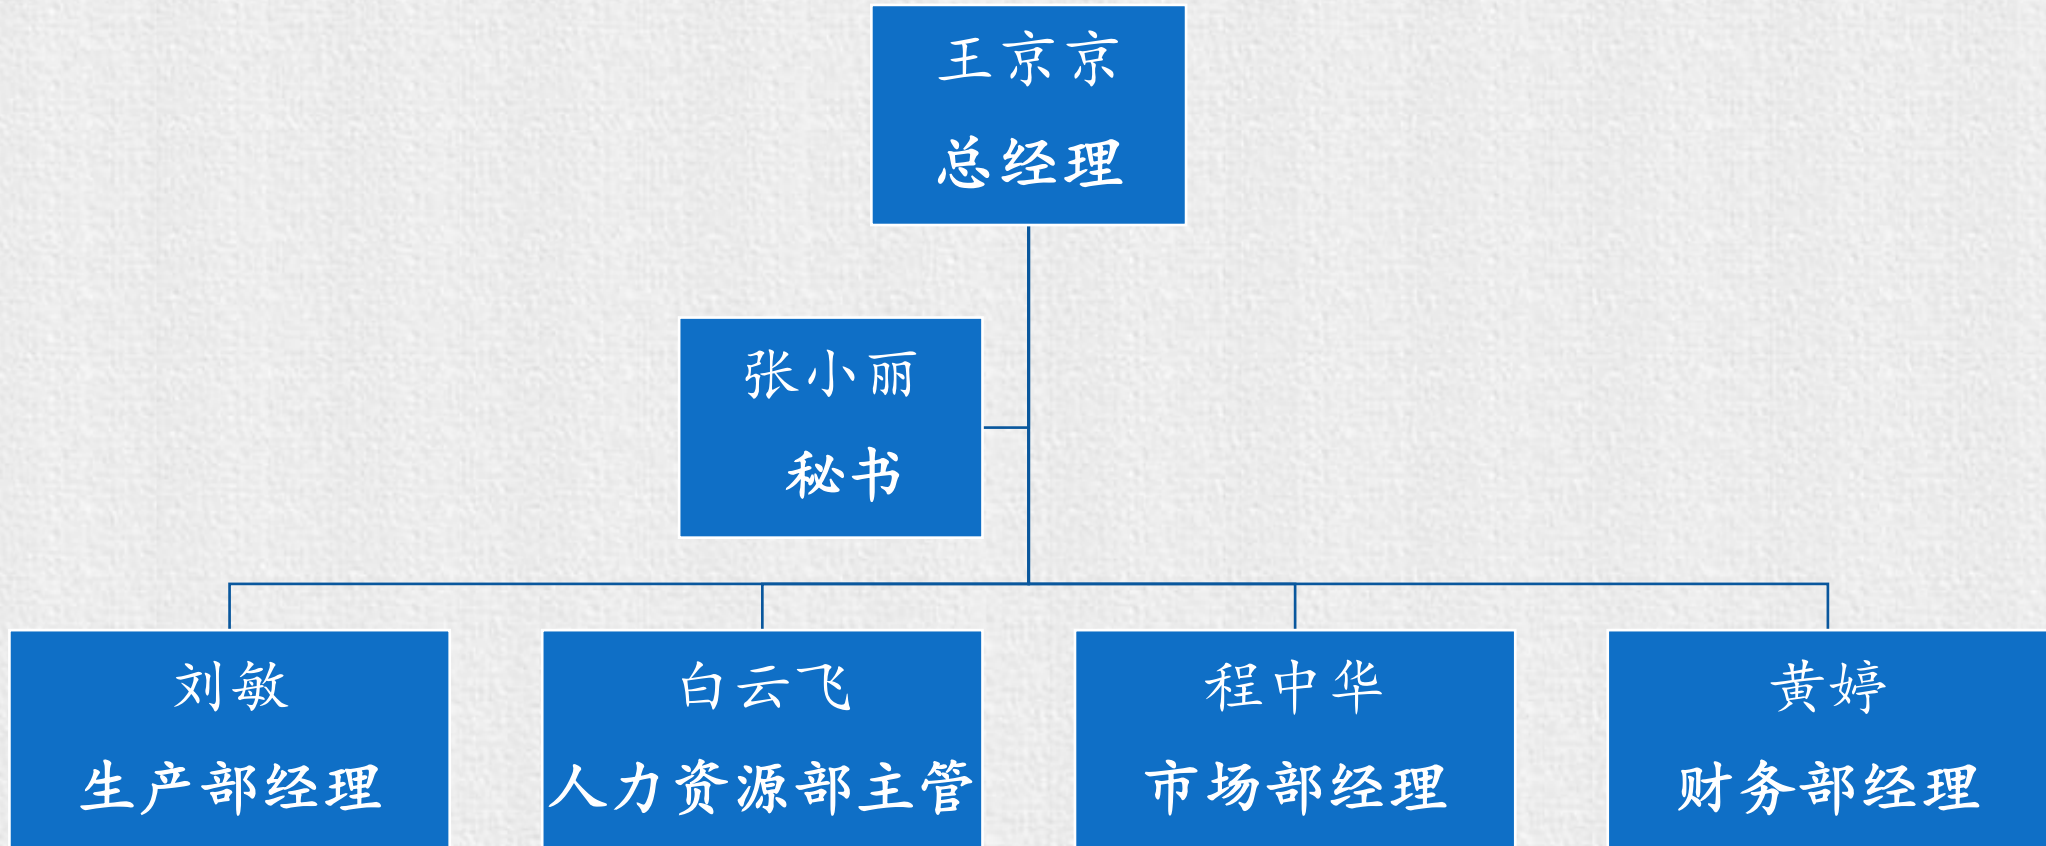 王京京
总经理
张小丽
秘书
刘敏
生产部经理
白云飞
人力资源部主管
程中华
市场部经理
黄婷
财务部经理